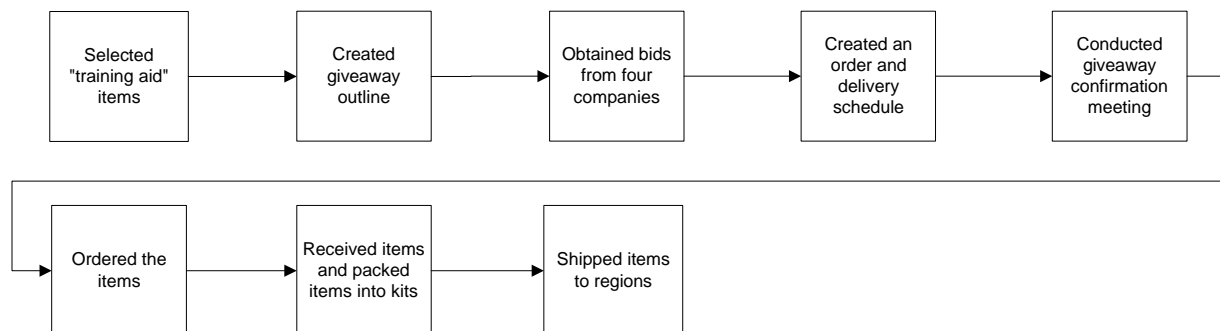 Selected
"training aid"
items
Created
giveaway
outline
Obtained bids
from four
companies
Created an
order and
delivery
schedule
Conducted
giveaway
confirmation
meeting
Ordered the
items
Received items
and packed
items into kits
Shipped items
to regions